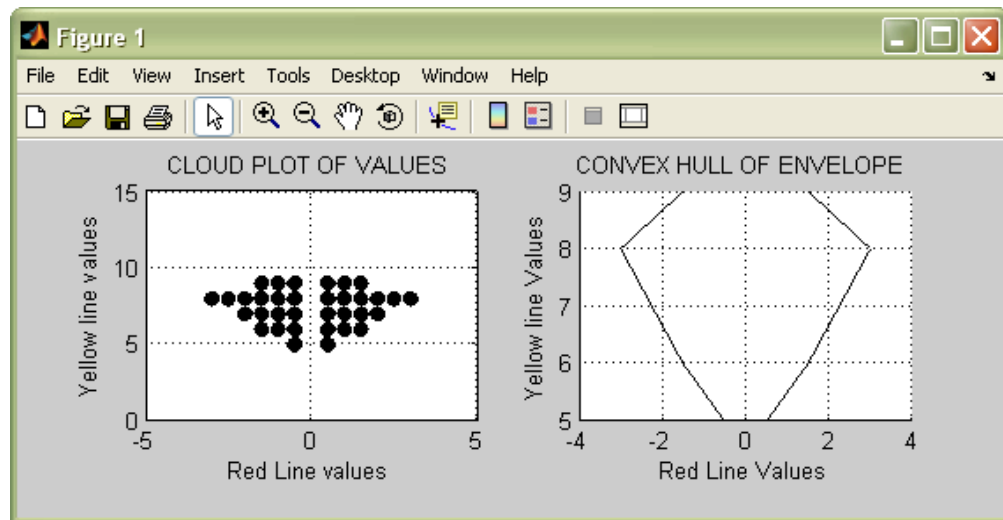 Figure 1
File Edit View Insert Tools Desktop Window Help
CLOUD PLOT OF VALUES
15
10
5
0
-5 0 5
Yellow line values
Red Line values
CONVEX HULL OF ENVELOPE
9
8
7
6
5
-4 -2 0 2 4
Yellow line Values
Red Line Values